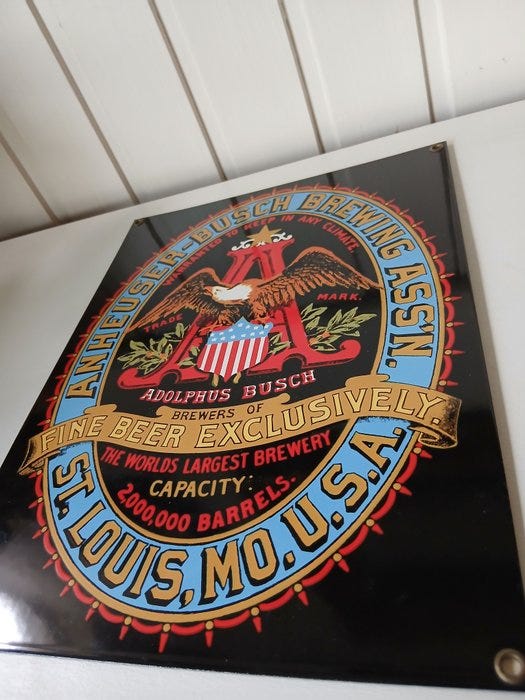 ANHEUSER-BUSCH BREWING ASS'N.
WARRANTED TO KEEP IN ANY CLIMATE
A
TRADE MARK.
ADOLPHUS BUSCH
BREWERS OF
FINE BEER EXCLUSIVELY.
THE WORLDS LARGEST BREWERY
CAPACITY:
2,000,000 BARRELS.
ST. LOUIS, MO. U.S.A.